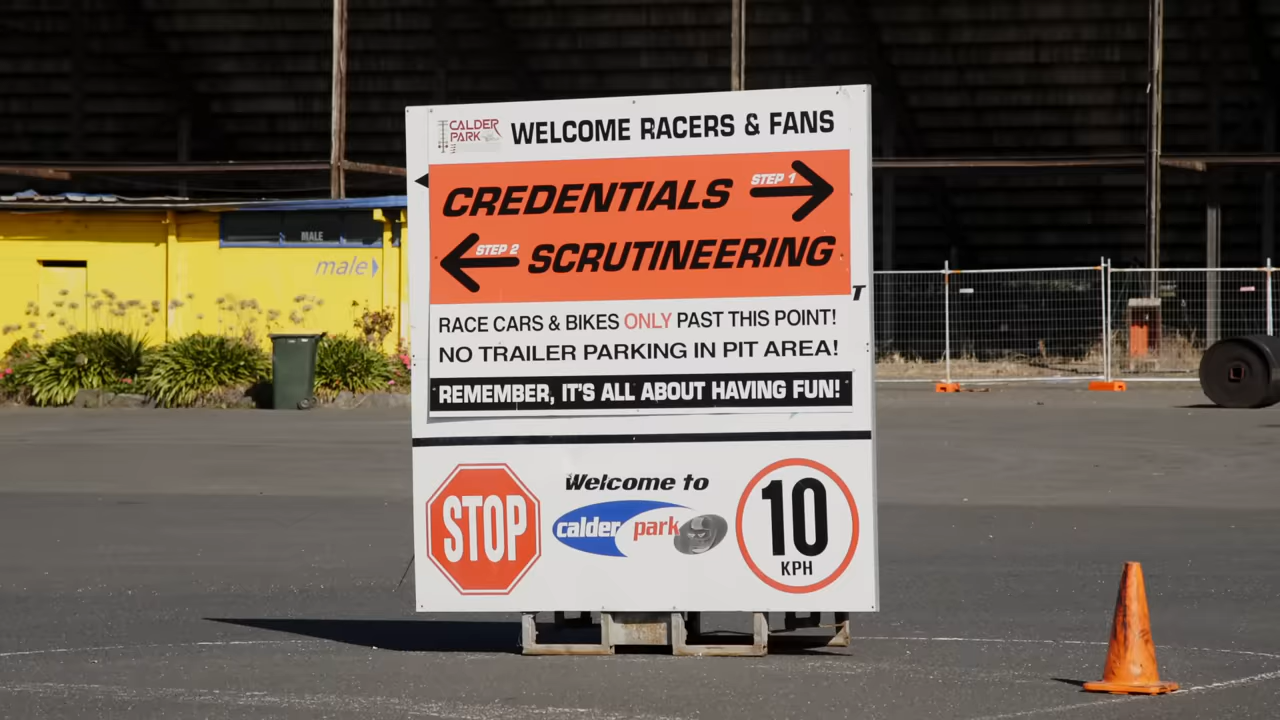 MALE
male
CALDER
PARK
WELCOME RACERS & FANS
CREDENTIALS STEP 1
STEP 2 SCRUTINEERING
T
RACE CARS & BIKES ONLY PAST THIS POINT!
NO TRAILER PARKING IN PIT AREA!
REMEMBER, IT'S ALL ABOUT HAVING FUN!
STOP
Welcome to
calder park
10
KPH